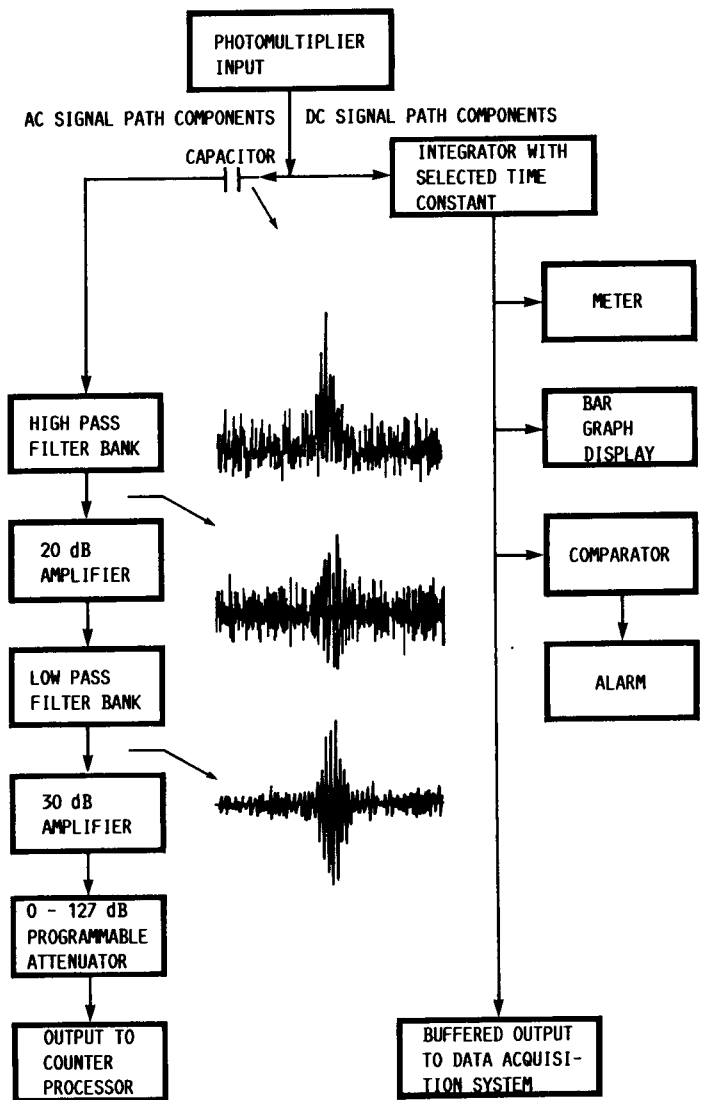 PHOTOMULTIPLIER
INPUT
AC SIGNAL PATH COMPONENTS
DC SIGNAL PATH COMPONENTS
CAPACITOR
INTEGRATOR WITH
SELECTED TIME
CONSTANT
METER
HIGH PASS
FILTER BANK
BAR
GRAPH
DISPLAY
20 dB
AMPLIFIER
COMPARATOR
LOW PASS
FILTER BANK
ALARM
30 dB
AMPLIFIER
0 - 127 dB
PROGRAMMABLE
ATTENUATOR
OUTPUT TO
COUNTER
PROCESSOR
BUFFERED OUTPUT
TO DATA ACQUISI-
TION SYSTEM